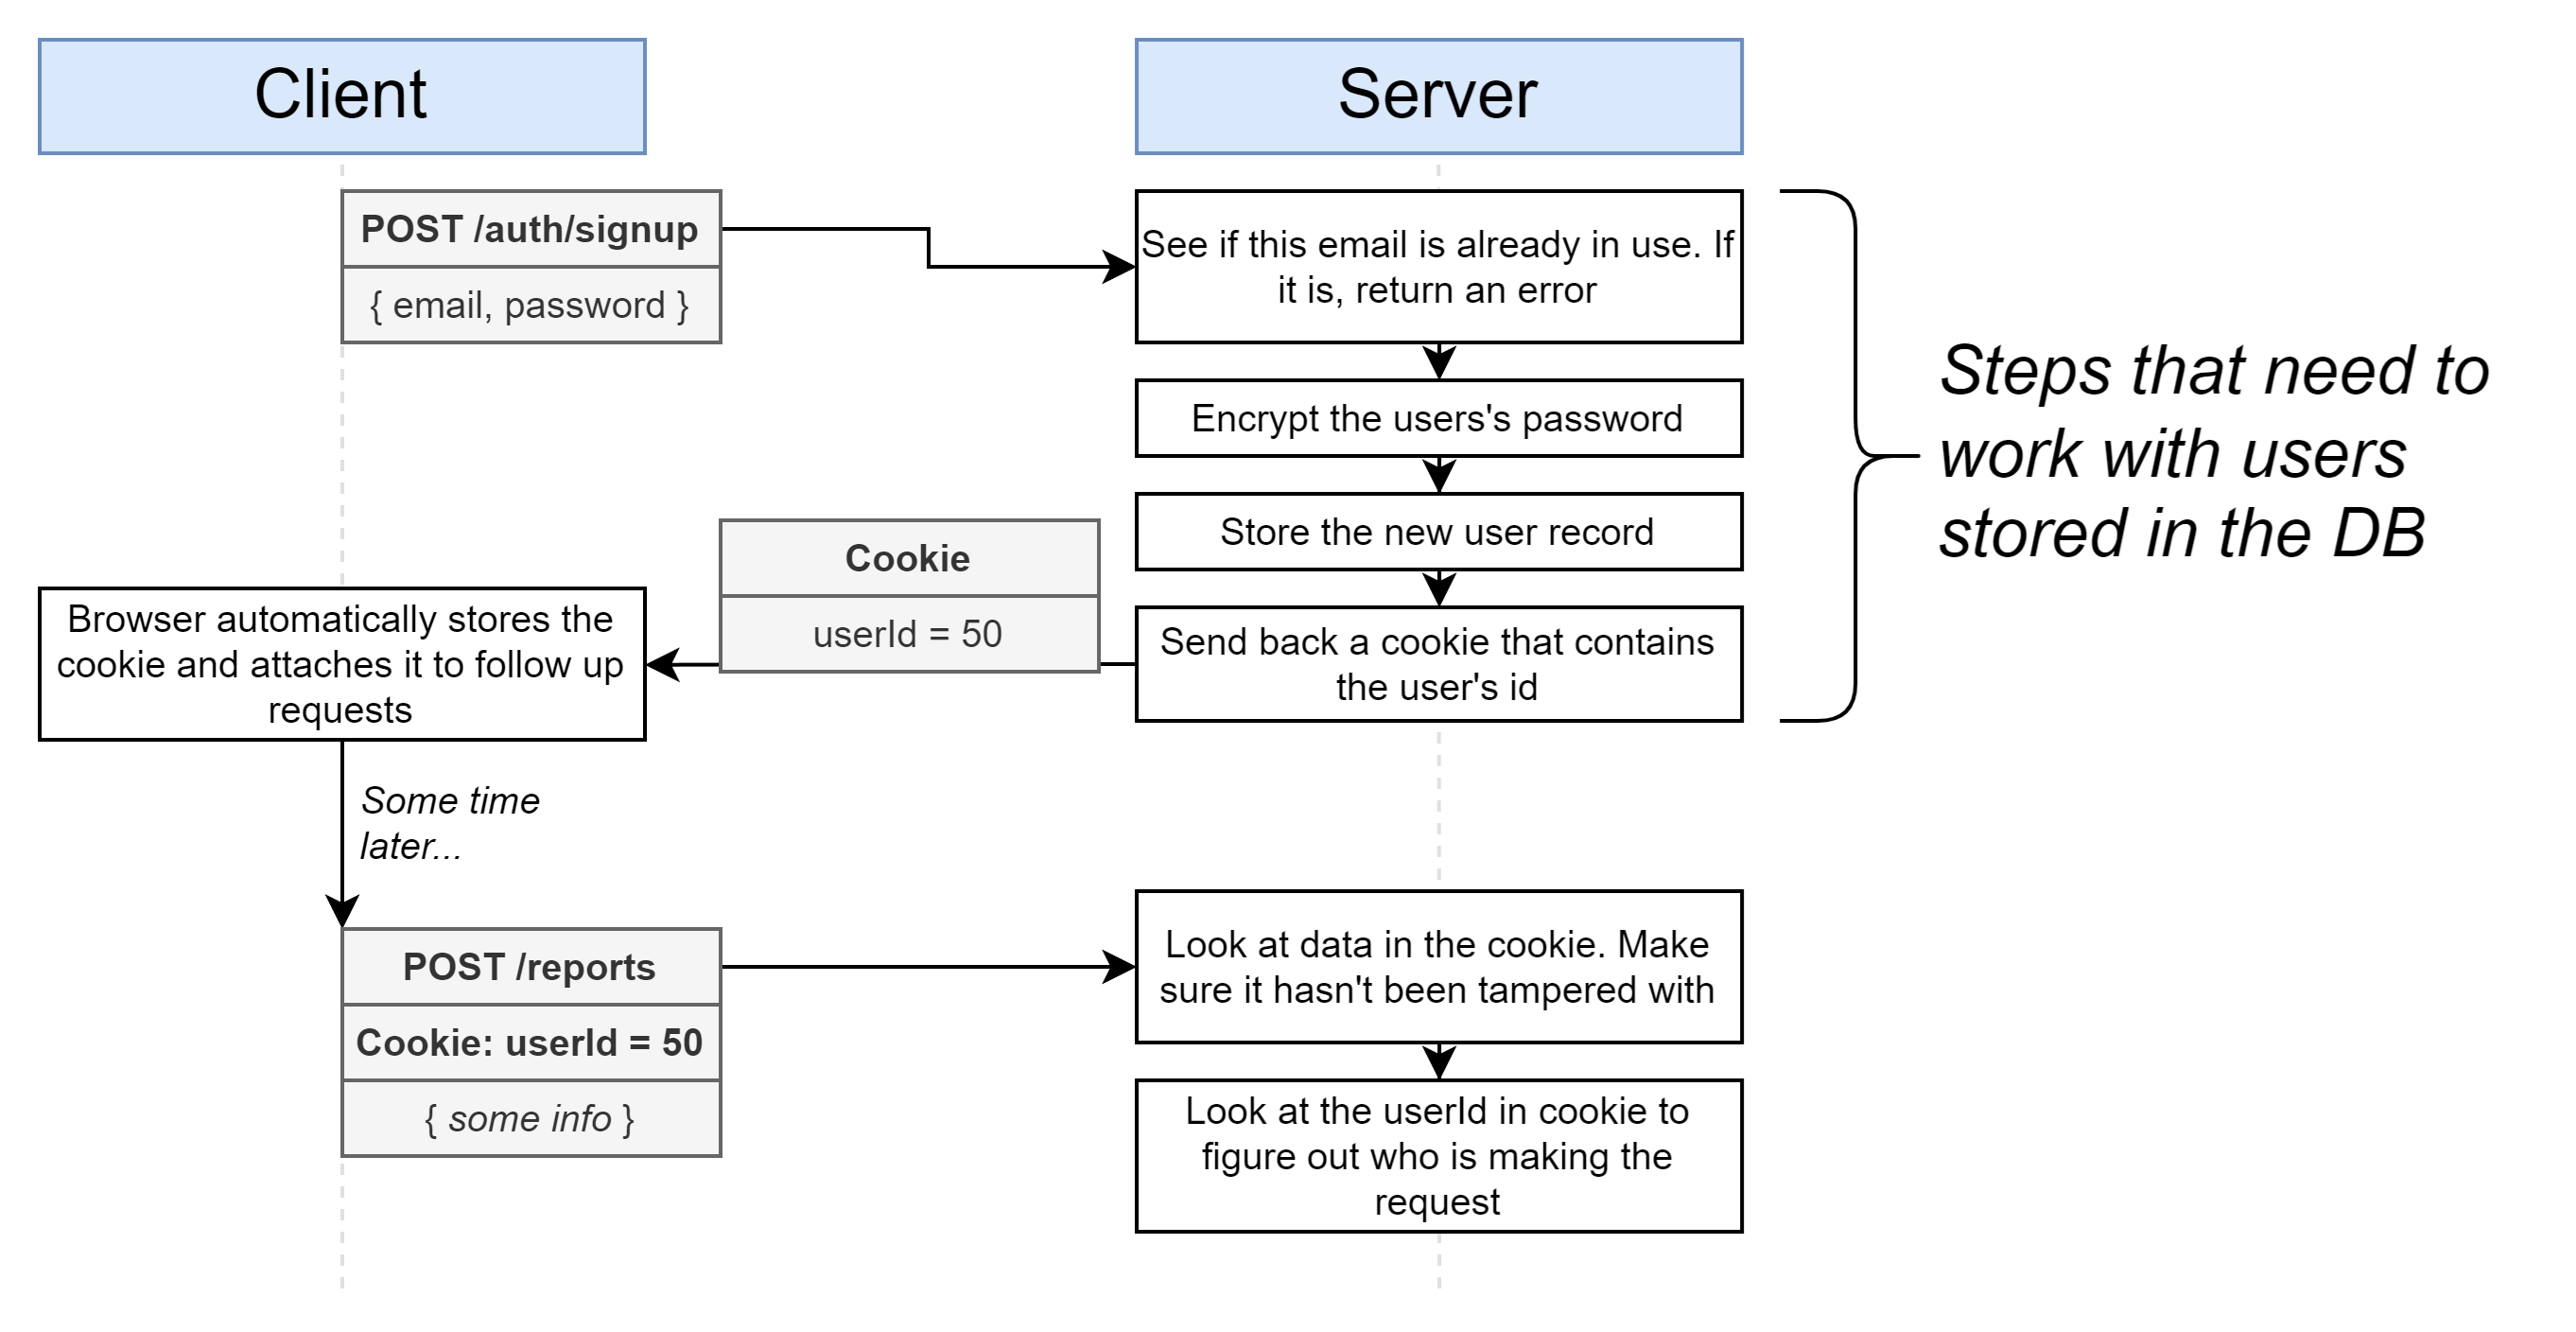 Client
Server
POST /auth/signup
{ email, password }
See if this email is already in use. If
it is, return an error
Encrypt the users's password
Store the new user record
Steps that need to
work with users
stored in the DB
Cookie
userId = 50
Send back a cookie that contains
the user's id
Browser automatically stores the
cookie and attaches it to follow up
requests
Some time
later...
POST /reports
Cookie: userId = 50
{ some info }
Look at data in the cookie. Make
sure it hasn't been tampered with
Look at the userId in cookie to
figure out who is making the
request